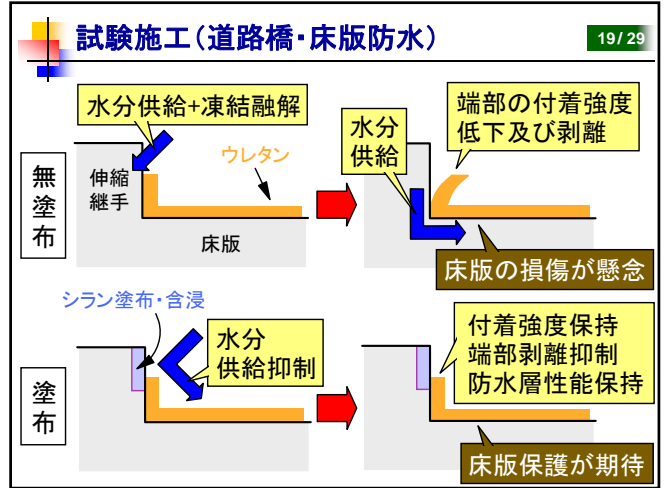 試験施工(道路橋・床版防水)
19/29
水分供給+凍結融解
無塗布
伸縮
継手
ウレタン
床版
水分
供給
端部の付着強度
低下及び剥離
床版の損傷が懸念
シラン塗布・含浸
塗布
水分
供給抑制
付着強度保持
端部剥離抑制
防水層性能保持
床版保護が期待